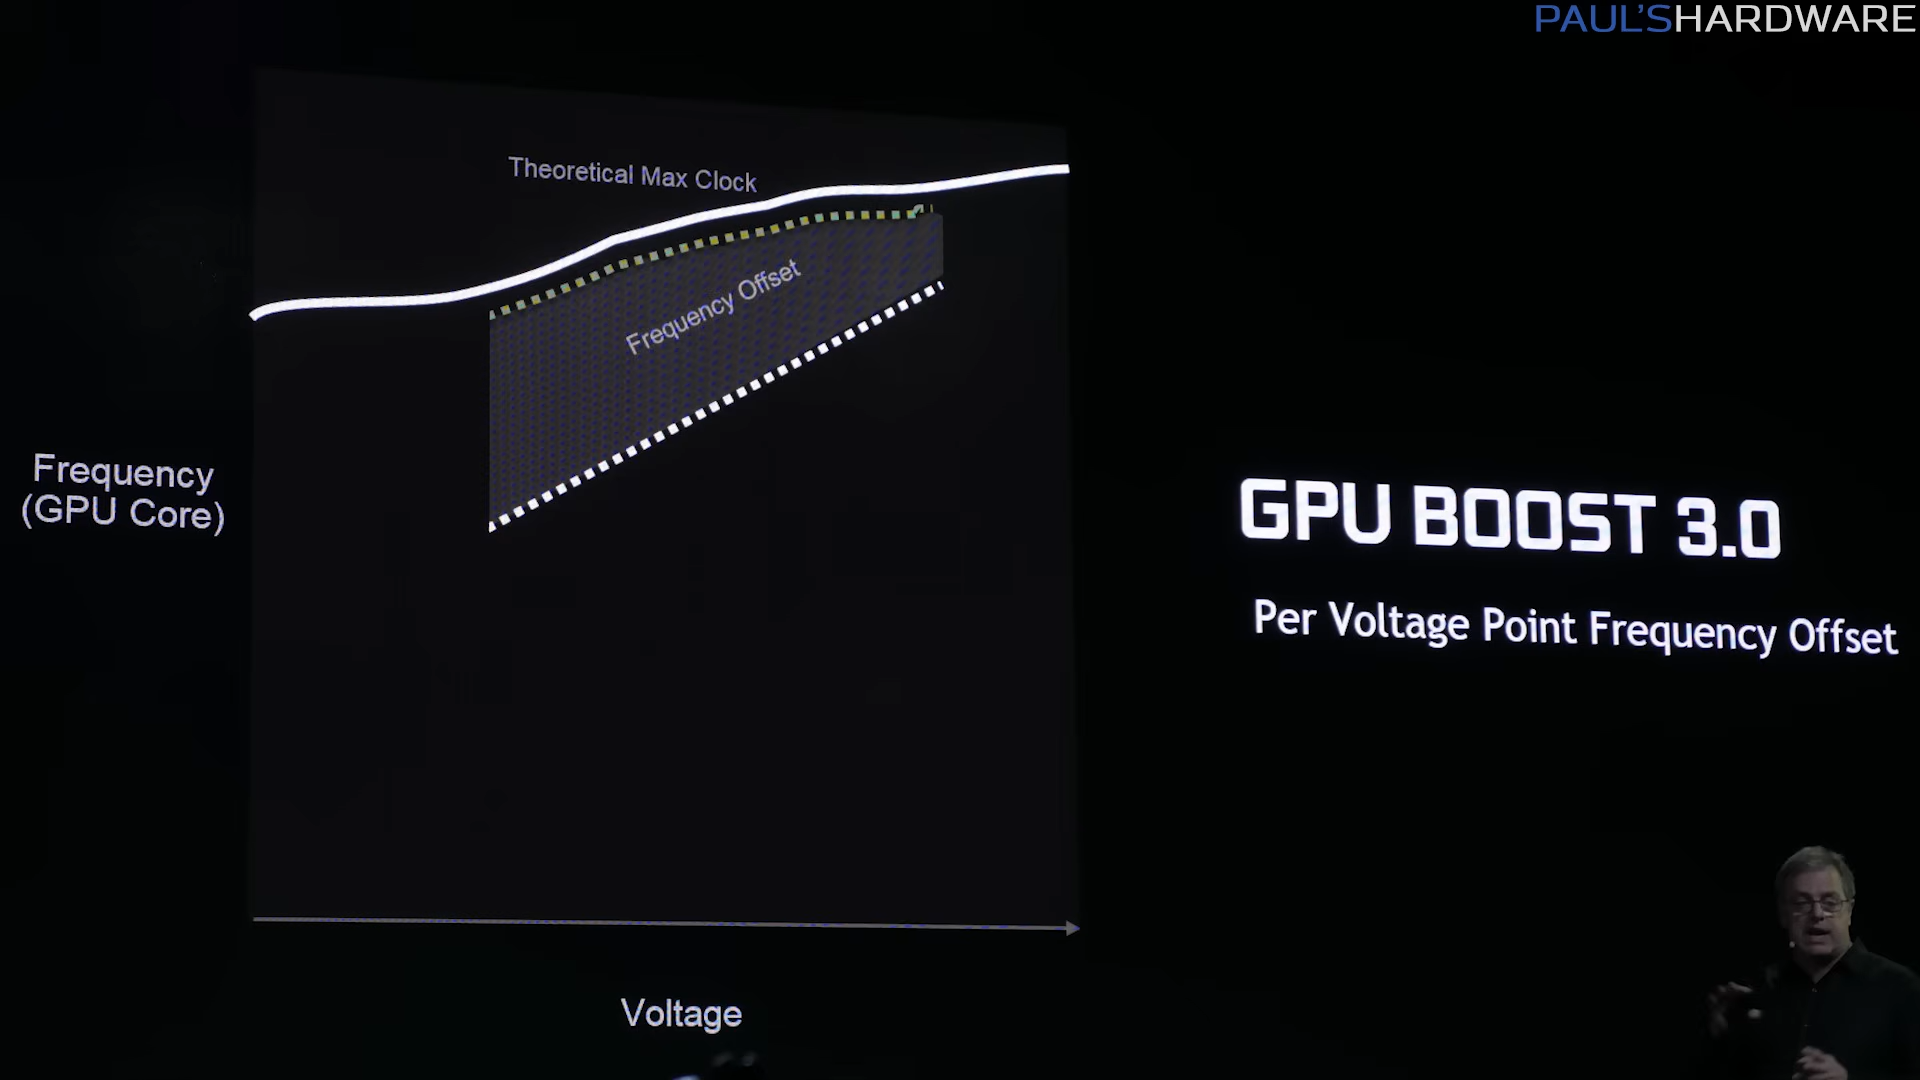 PAUL'SHARDWARE
Theoretical Max Clock
Frequency Offset
Frequency
(GPU Core)
GPU BOOST 3.0
Per Voltage Point Frequency Offset
Voltage